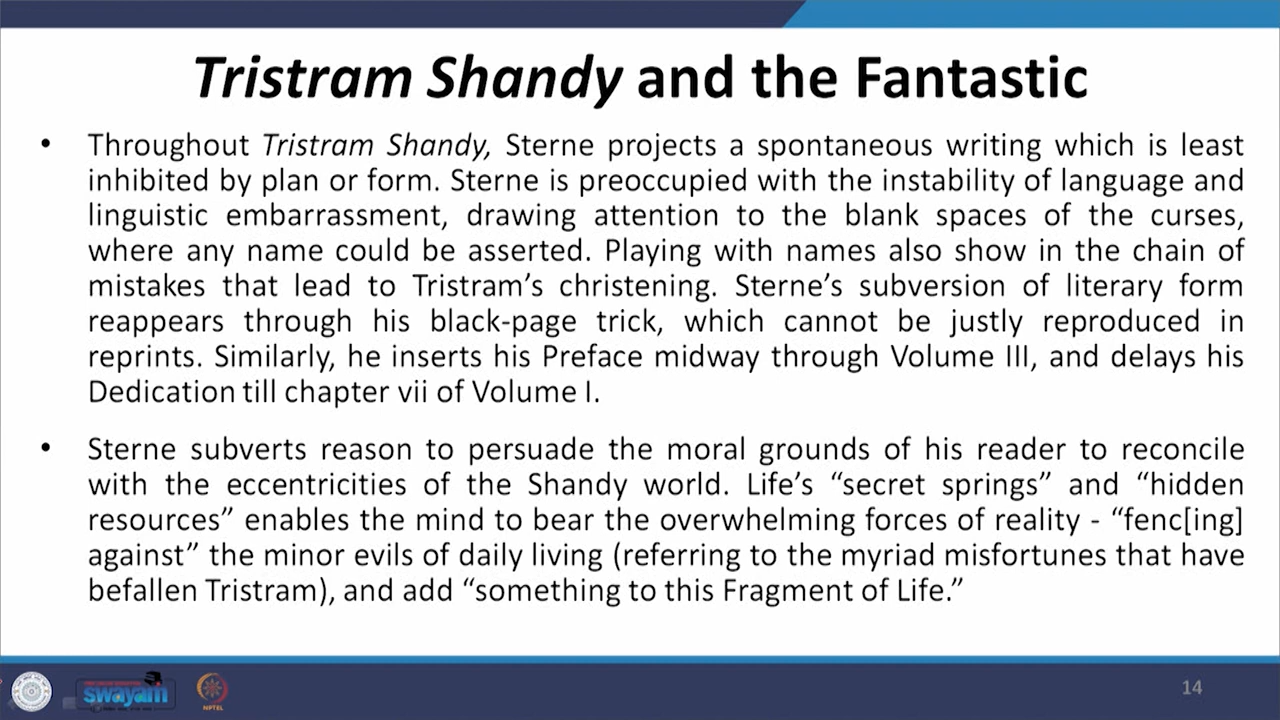 Tristram Shandy and the Fantastic
• Throughout Tristram Shandy, Sterne projects a spontaneous writing which is least
inhibited by plan or form. Sterne is preoccupied with the instability of language and
linguistic embarrassment, drawing attention to the blank spaces of the curses,
where any name could be asserted. Playing with names also show in the chain of
mistakes that lead to Tristram’s christening. Sterne’s subversion of literary form
reappears through his black-page trick, which cannot be justly reproduced in
reprints. Similarly, he inserts his Preface midway through Volume III, and delays his
Dedication till chapter vii of Volume I.
• Sterne subverts reason to persuade the moral grounds of his reader to reconcile
with the eccentricities of the Shandy world. Life’s “secret springs” and “hidden
resources” enables the mind to bear the overwhelming forces of reality - “fenc[ing]
against” the minor evils of daily living (referring to the myriad misfortunes that have
befallen Tristram), and add “something to this Fragment of Life.”
swayam
NPTEL
14